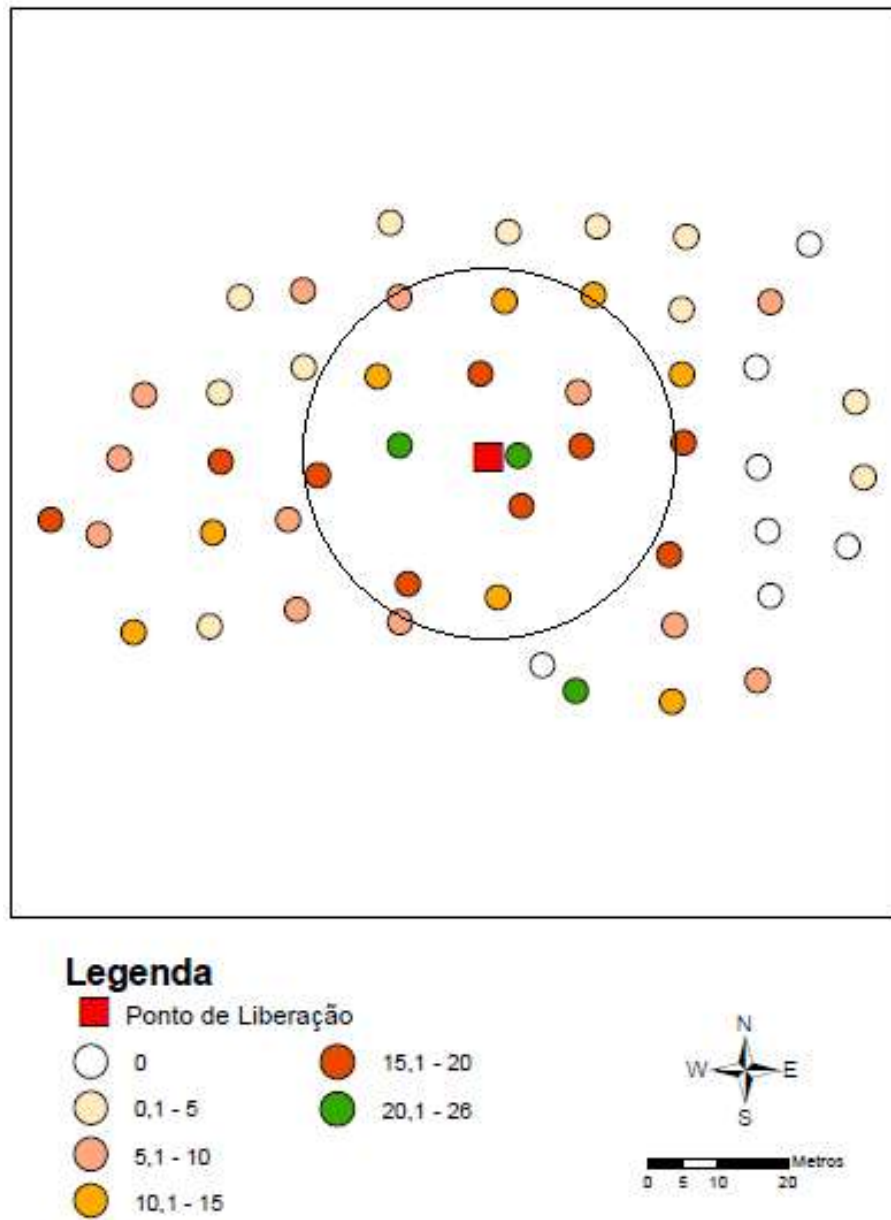 Legenda
Ponto de Liberação
0
0,1 - 5
5,1 - 10
10,1 - 15
15,1 - 20
20,1 - 26
N
W E
S
Metros
0 5 10 20